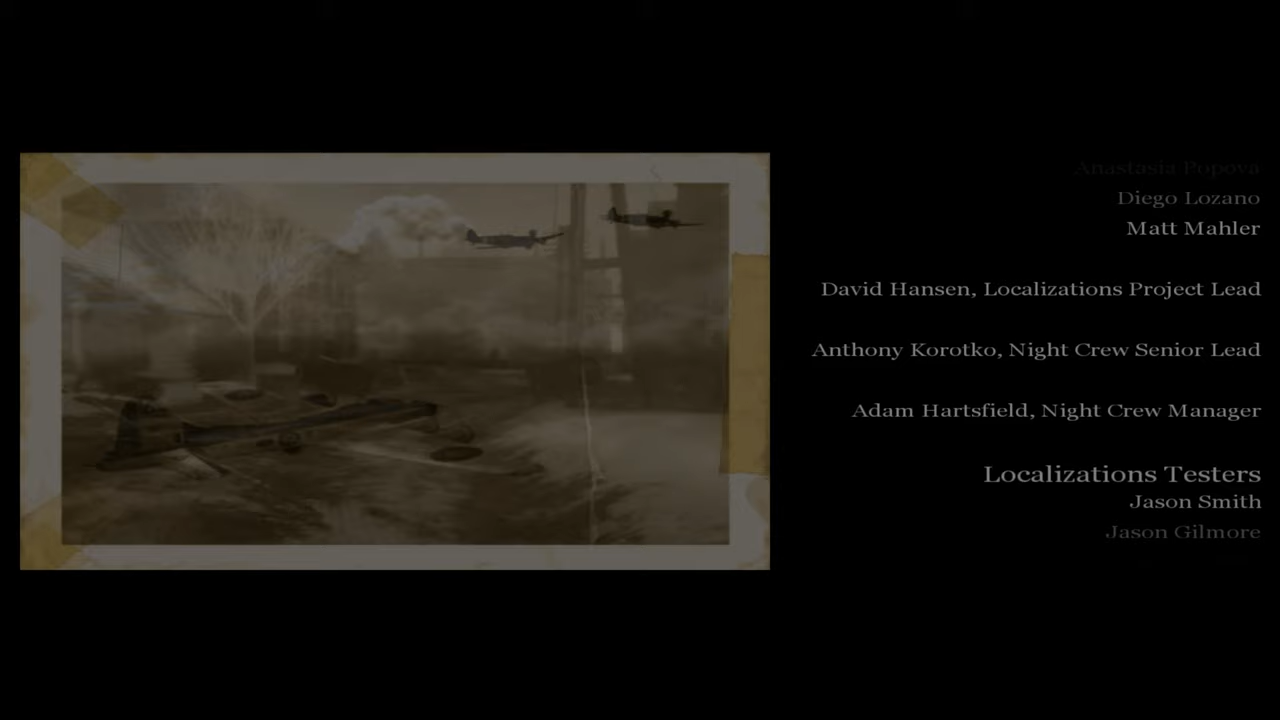 Anastasia Popova
Diego Lozano
Matt Mahler
David Hansen, Localizations Project Lead
Anthony Korotko, Night Crew Senior Lead
Adam Hartsfield, Night Crew Manager
Localizations Testers
Jason Smith
Jason Gilmore